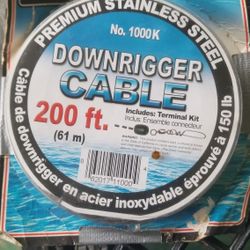 PREMIUM STAINLESS STEEL
No. 1000K
DOWNRIGGER
CABLE
200 ft.
(61 m)
Includes: Terminal Kit
Inclus: Ensemble connecteur
Câble de downrigger en acier inoxydable éprouvé à 150 lb